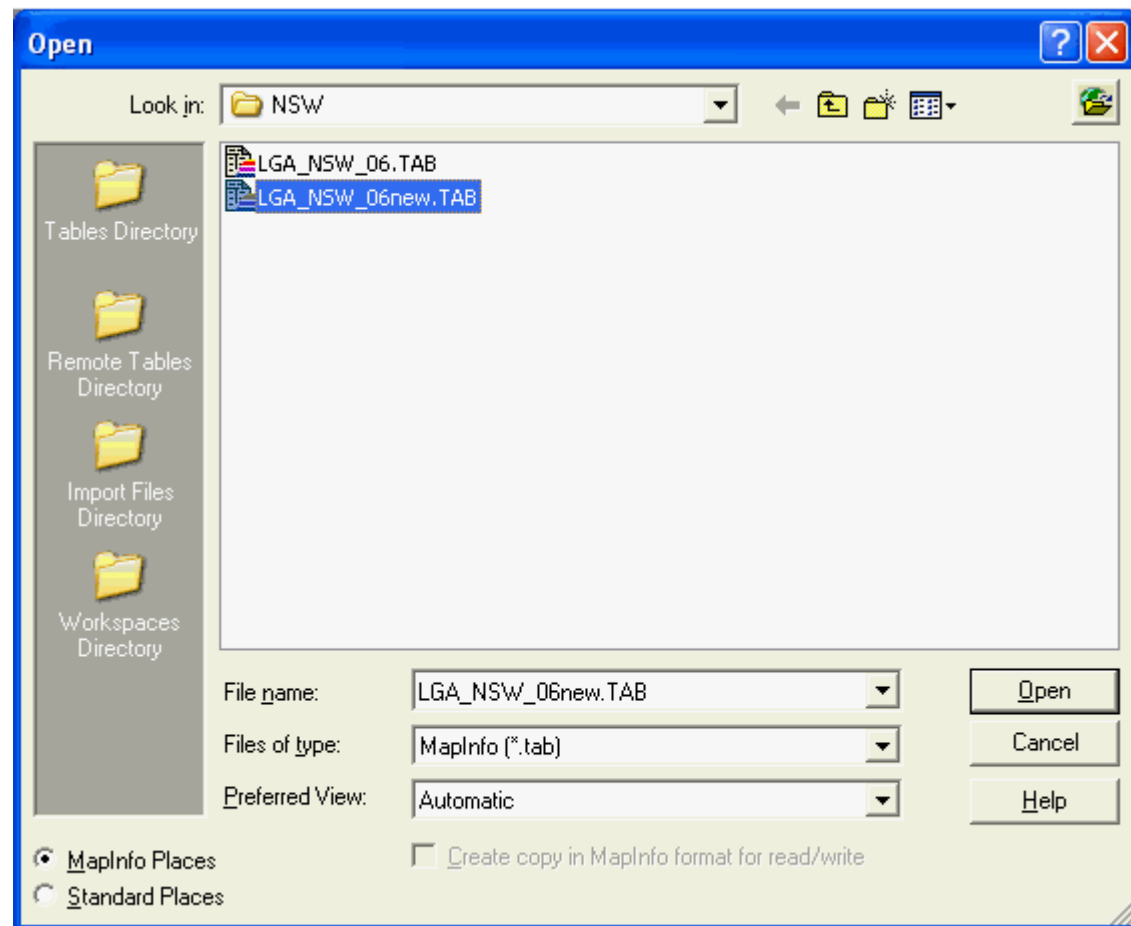 Open
Look in: NSW
LGA_NSW_06.TAB
LGA_NSW_06new.TAB
Tables Directory
Remote Tables
Directory
Import Files
Directory
Workspaces
Directory
File name: LGA_NSW_06new.TAB Open
Files of type: MapInfo (*.tab) Cancel
Preferred View: Automatic Help
MapInfo Places Create copy in MapInfo format for read/write
Standard Places